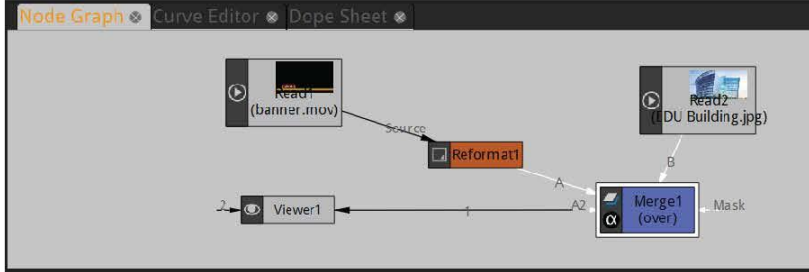 Node Graph
Curve Editor
Dope Sheet
Read1
(banner.mov)
Read2
(EDU Building.jpg)
Source
Reformat1
B
A
2
Viewer1
1
A2
Merge1
(over)
α
Mask